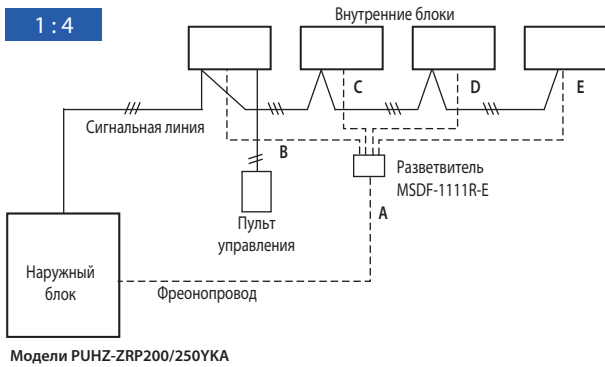 1 : 4
Внутренние блоки
C
D
E
Сигнальная линия
B
Разветвитель
MSDF-1111R-E
A
Пульт
управления
Наружный
блок
Фреонопровод
Модели PUHZ-ZRP200/250YKA